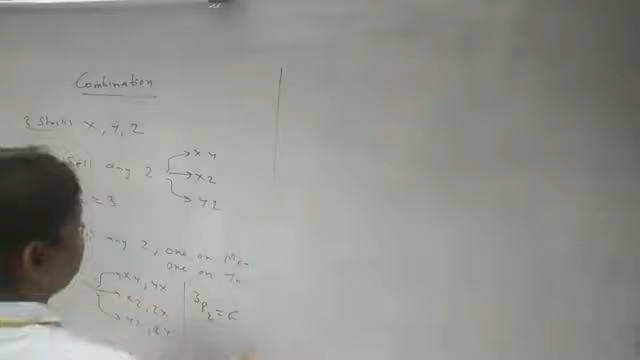 Combination
3 Stocks X, Y, Z
Sell any 2
XY
XZ
YZ
= 3
any 2, one on Mon
one on Tu
XY, YX
XZ, ZX
YZ, ZY
3P2 = 6